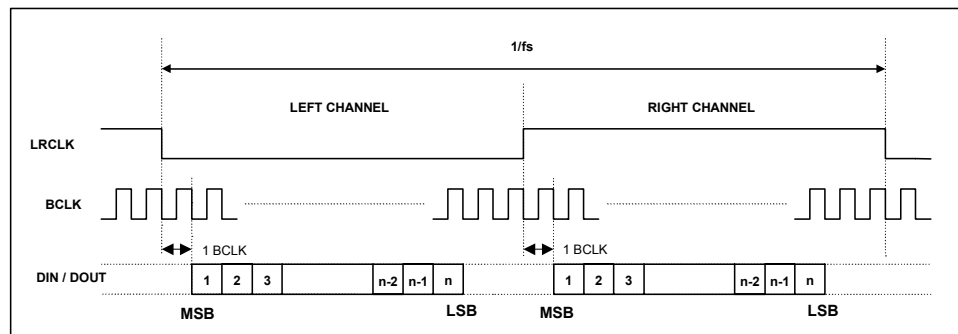 1/fs
LEFT CHANNEL RIGHT CHANNEL
LRCLK
BCLK
1 BCLK 1 BCLK
DIN / DOUT 1 2 3 n-2 n-1 n 1 2 3 n-2 n-1 n
MSB LSB MSB LSB